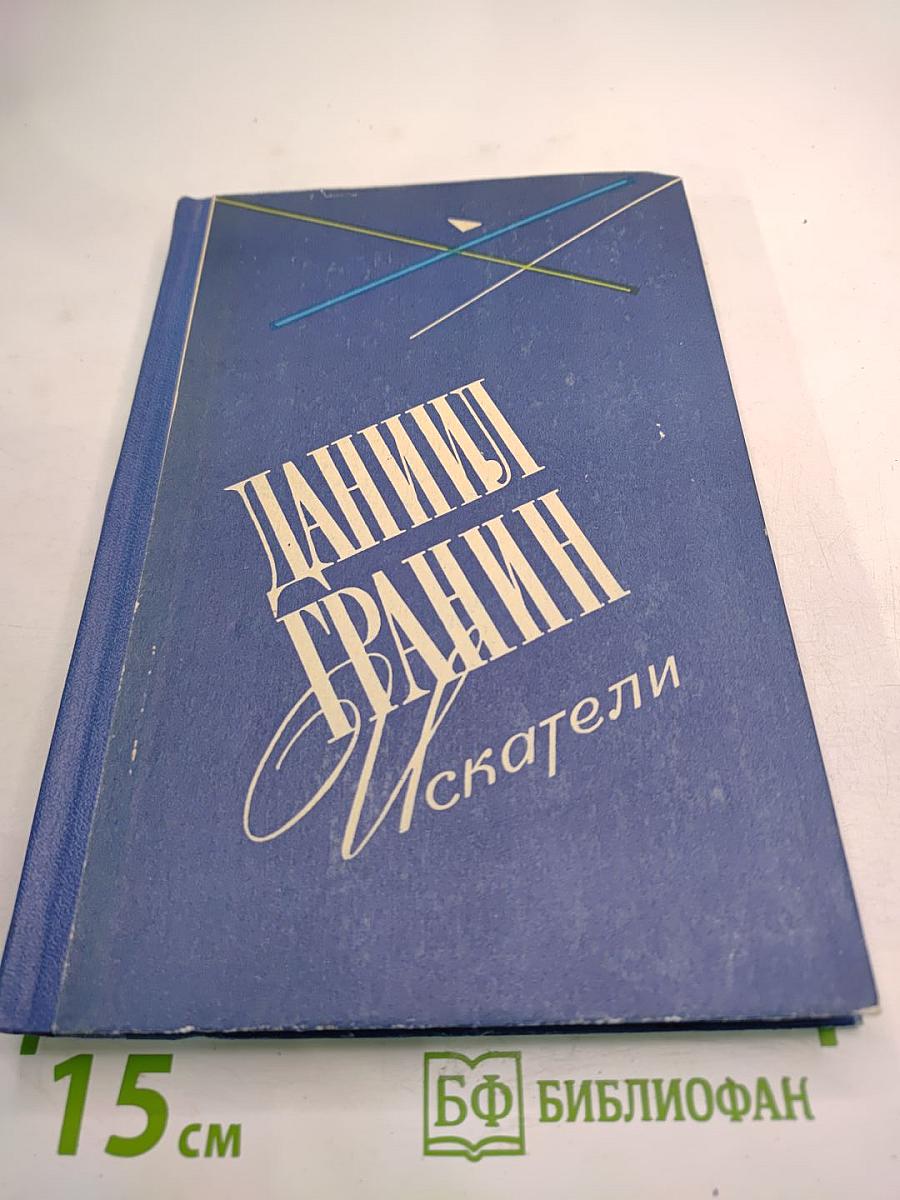 ДАНИИЛ
ГРАНИН
Искатели
15 см
БФ БИБЛИОФАН